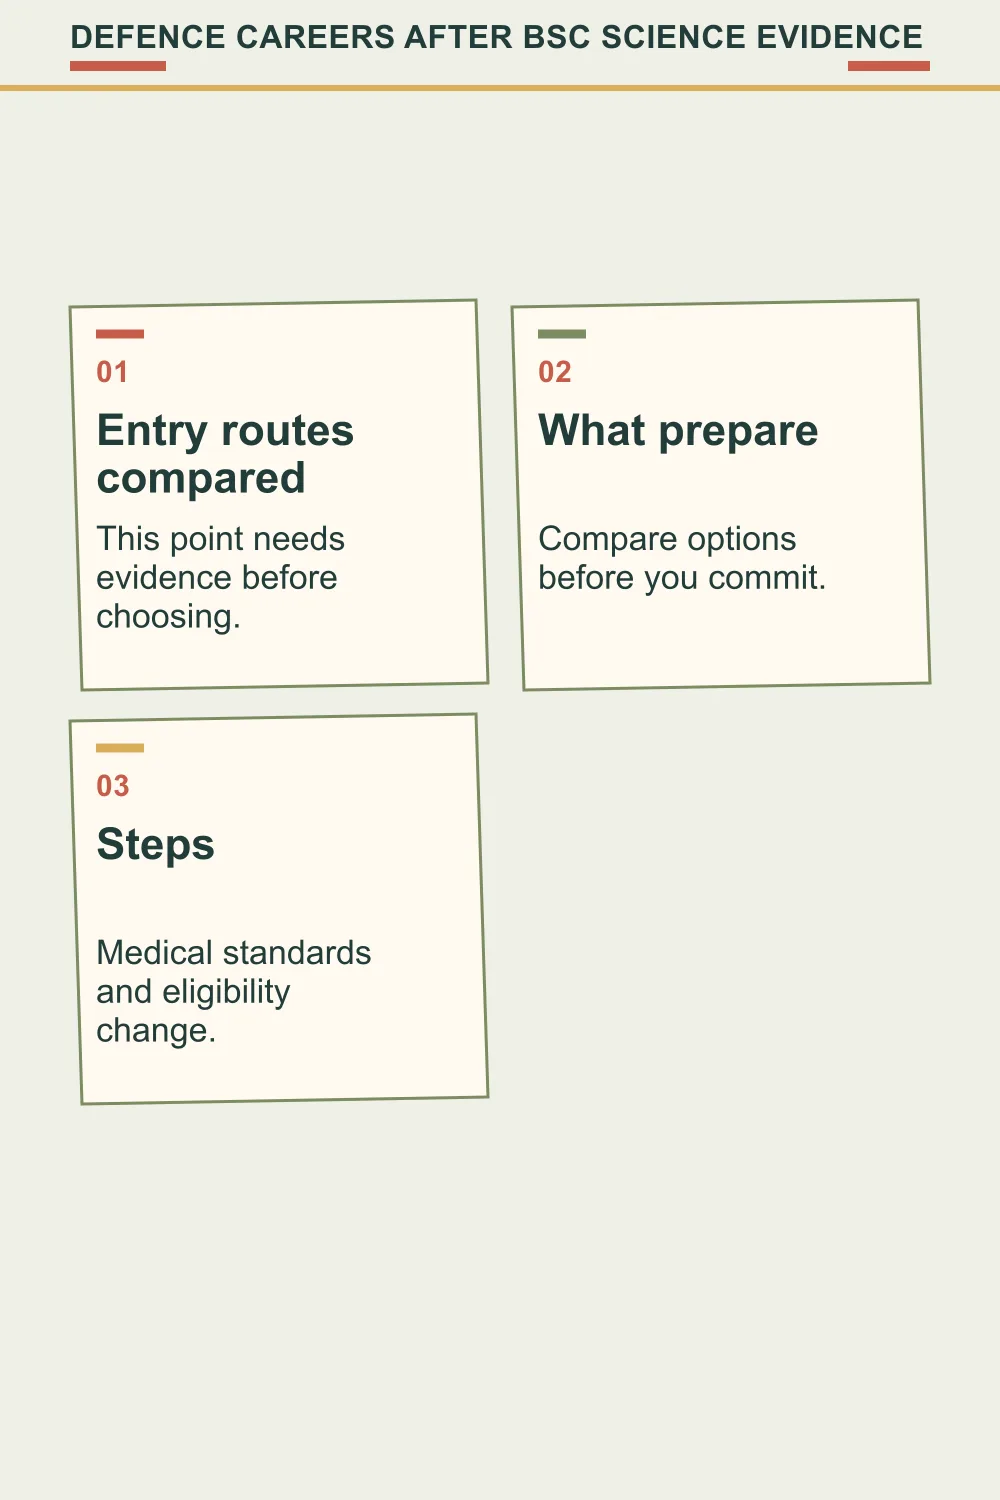 DEFENCE CAREERS AFTER BSC SCIENCE EVIDENCE
01
Entry routes
compared
This point needs
evidence before
choosing.
02
What prepare
Compare options
before you commit.
03
Steps
Medical standards
and eligibility
change.